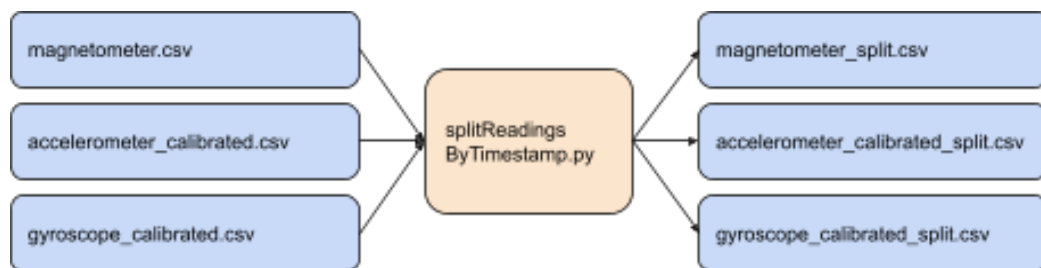 magnetometer.csv
accelerometer_calibrated.csv
gyroscope_calibrated.csv
splitReadings
ByTimestamp.py
magnetometer_split.csv
accelerometer_calibrated_split.csv
gyroscope_calibrated_split.csv